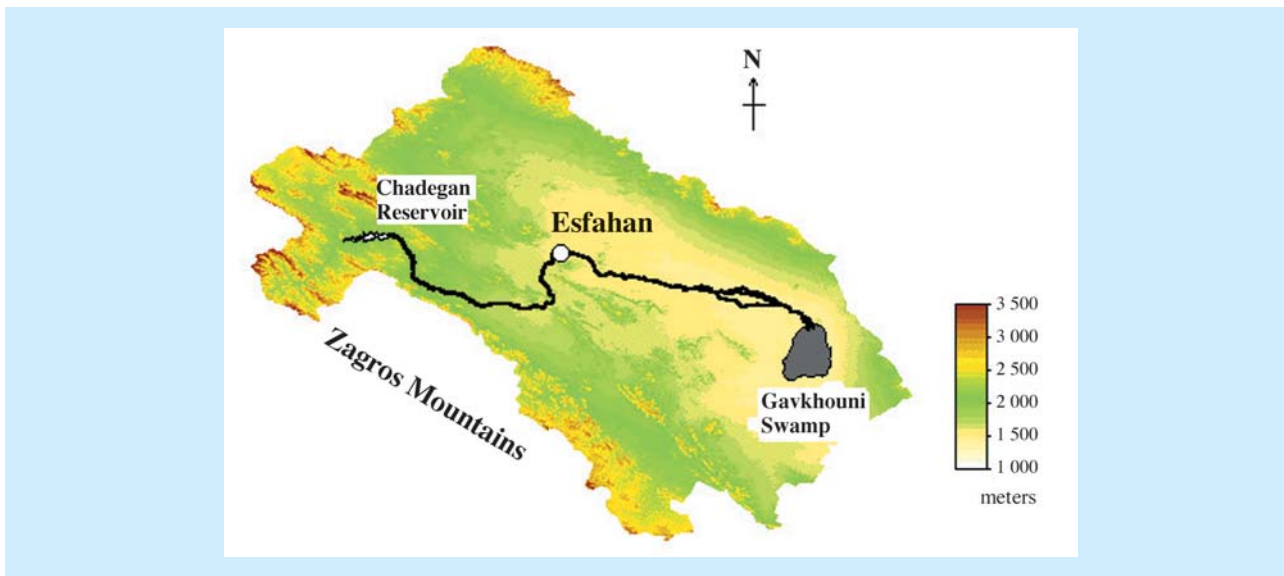 N
Chadegan
Reservoir
Esfahan
Zagros Mountains
Gavkhouni
Swamp
3 500
3 000
2 500
2 000
1 500
1 000
meters